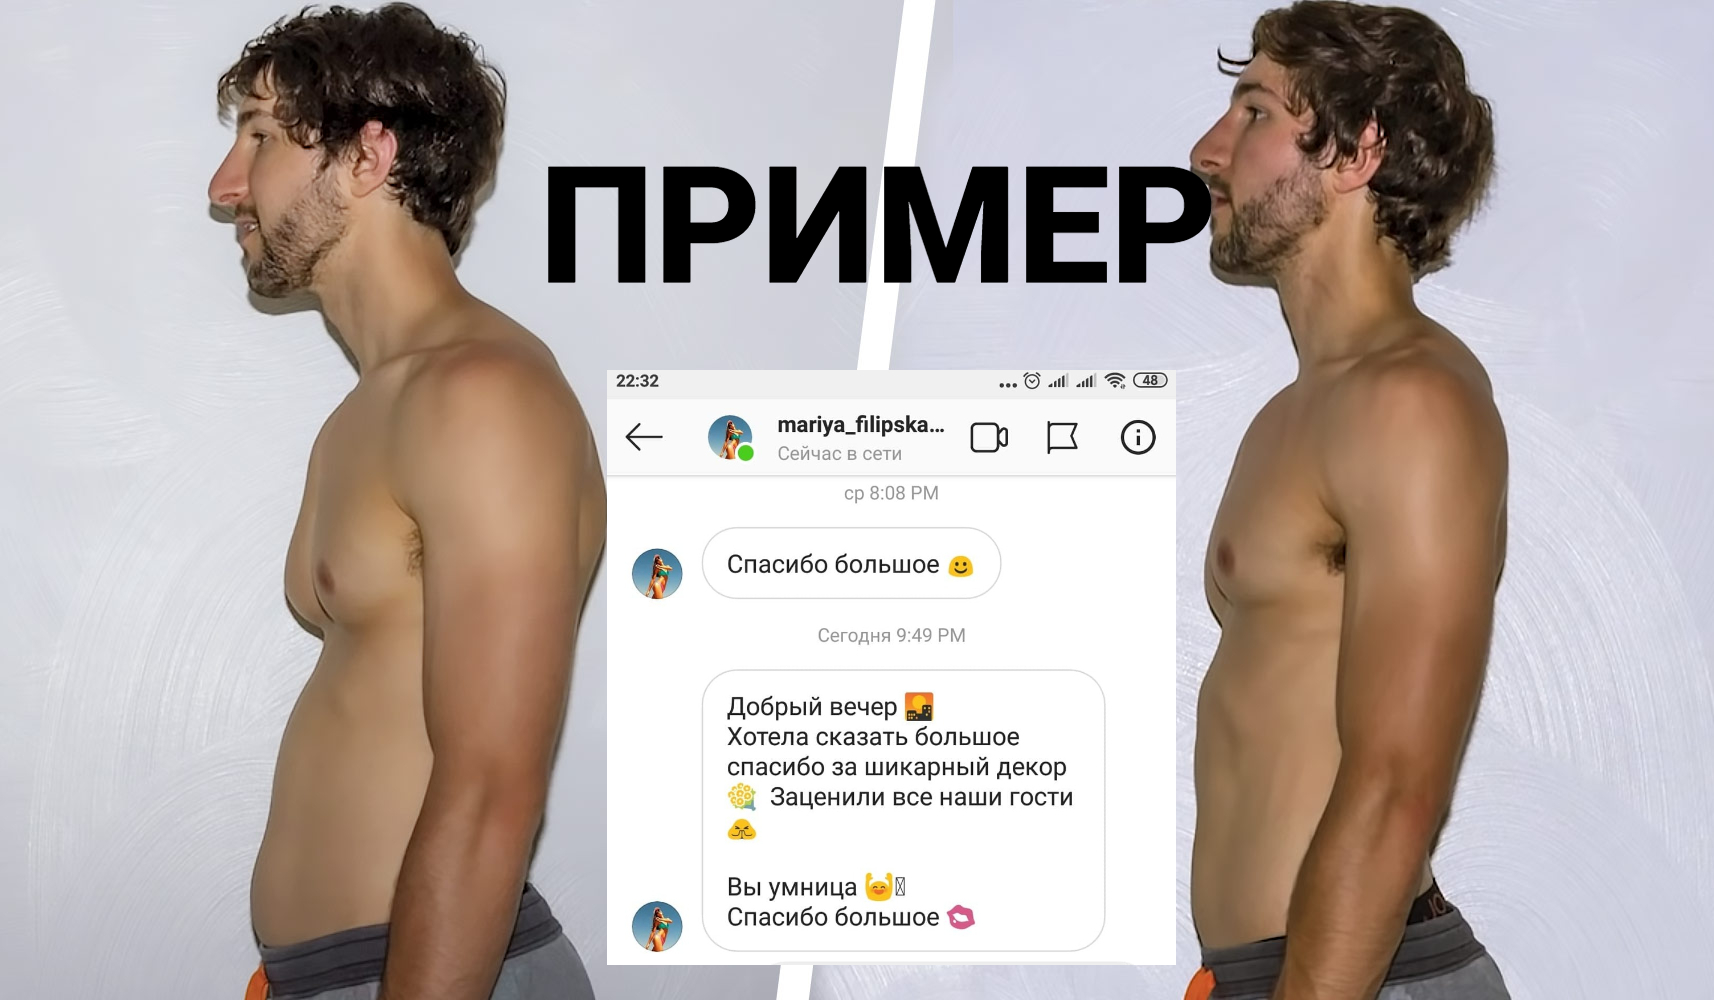 ПРИМЕР
22:32
48
mariya_filipska...
Сейчас в сети
ср 8:08 PM
Спасибо большое 🙂
Сегодня 9:49 PM
Добрый вечер 🌇
Хотела сказать большое
спасибо за шикарный декор
💐 Заценили все наши гости
🙏
Вы умница 🙌
Спасибо большое 💋
JO